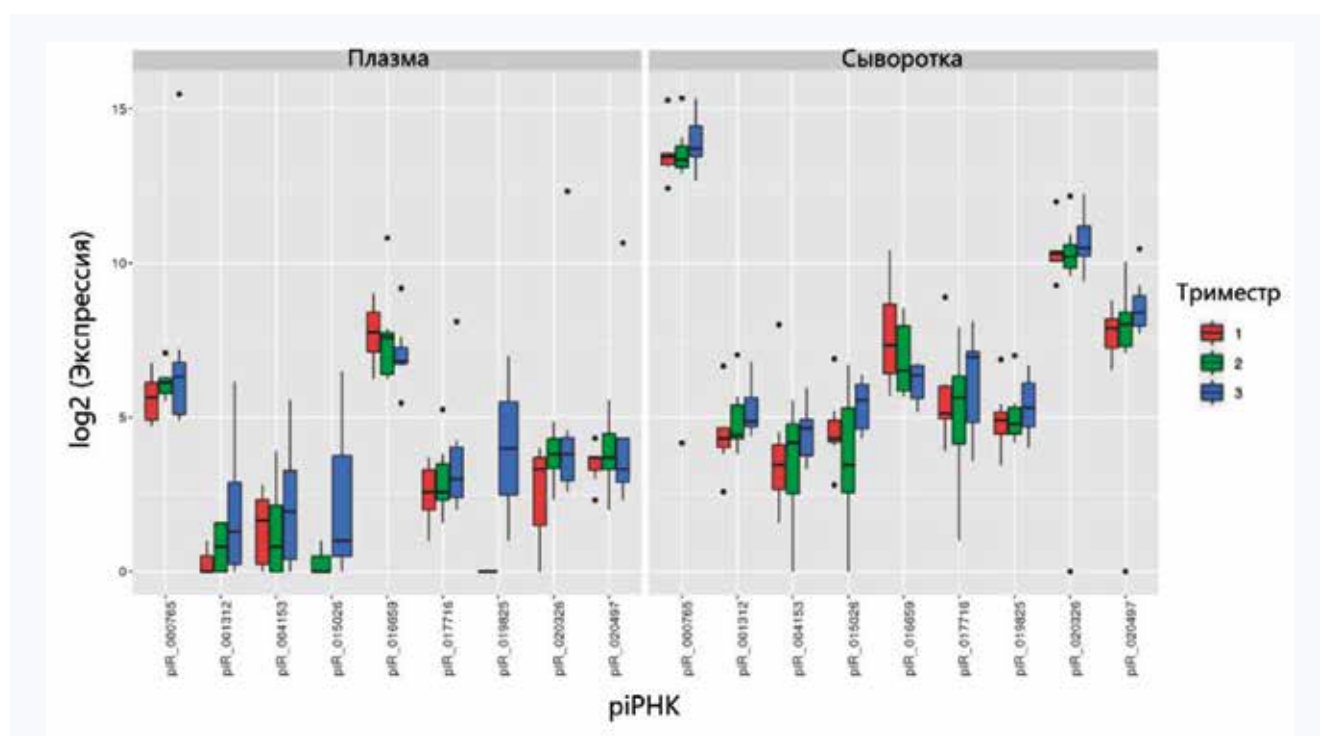 Плазма
Сыворотка
log2 (Экспрессия)
15
10
5
0
piR_000765
piR_001312
piR_004153
piR_015026
piR_016659
piR_017716
piR_019825
piR_020326
piR_020497
piR_000765
piR_001312
piR_004153
piR_015026
piR_016659
piR_017716
piR_019825
piR_020326
piR_020497
piРНК
Триместр
1
2
3